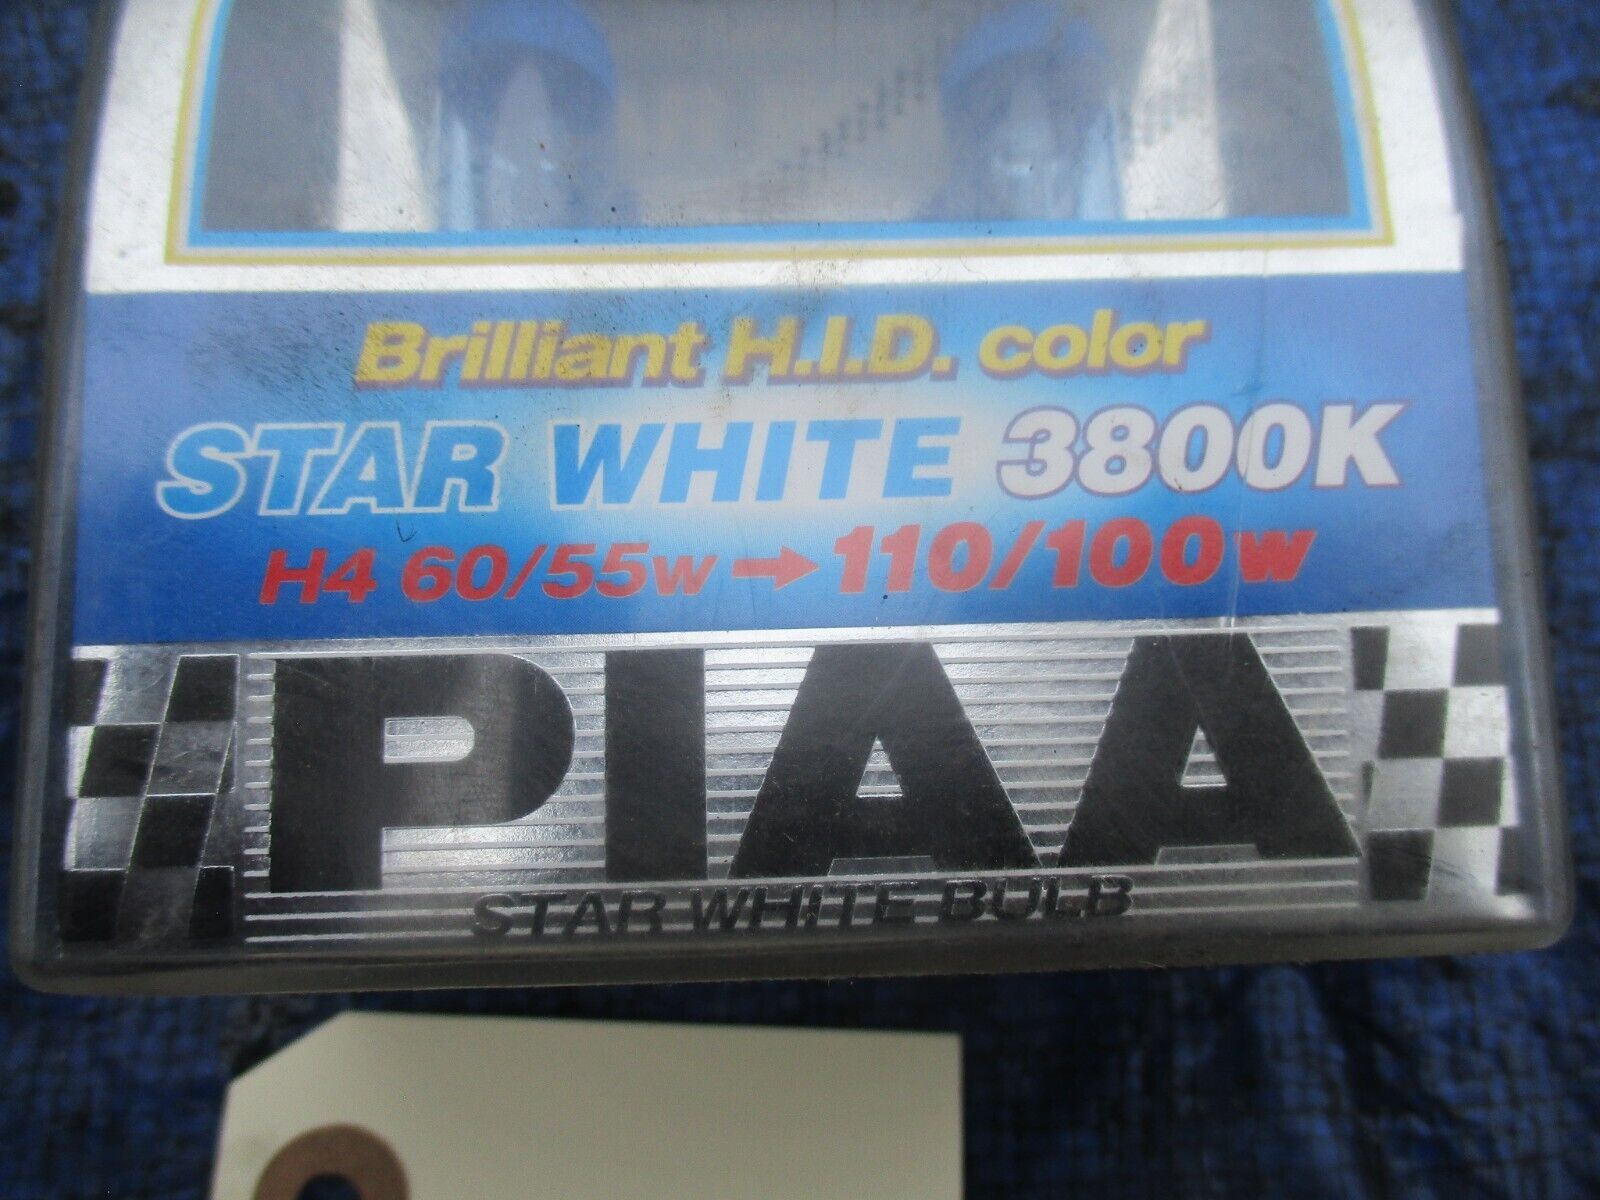 Brilliant H.I.D. color
STAR WHITE 3800K
H4 60/55w→110/100w
PIAA
STAR WHITE BULB